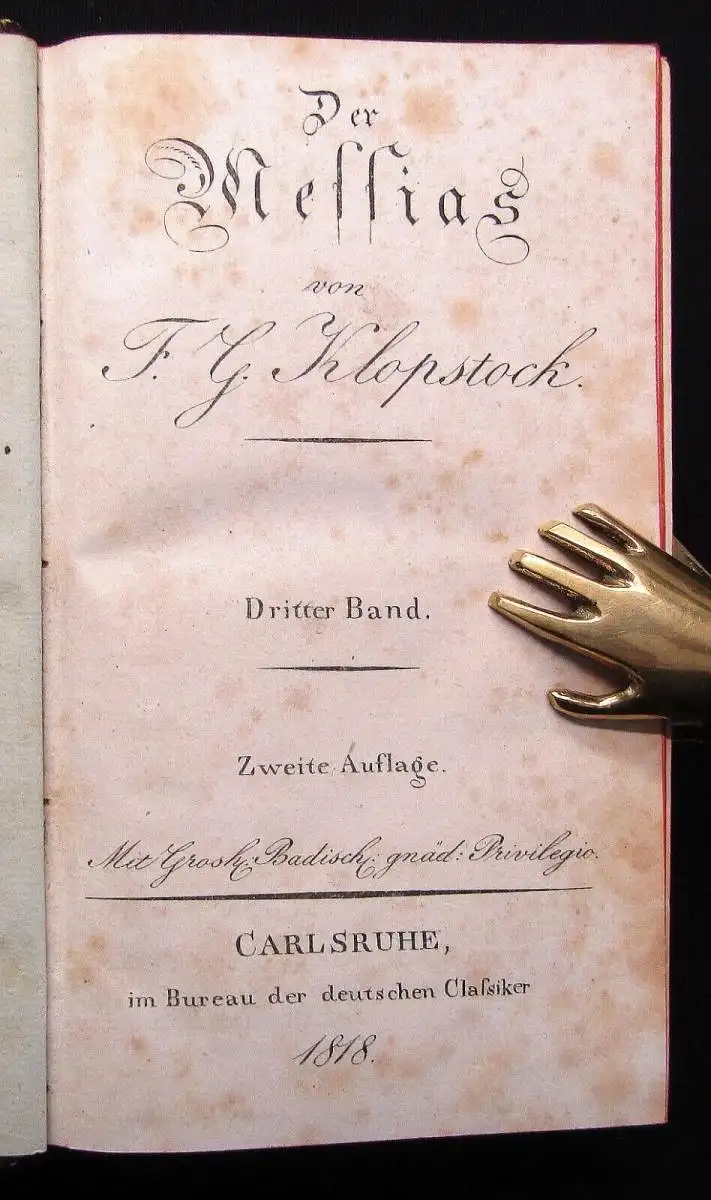 Der
Meſſias
von
F. G. Klopstock.
Dritter Band.
Zweite Auflage.
Mit Grosh: Badisch: gnäd: Privilegio.
CARLSRUHE,
im Bureau der deutschen Claſsiker
1818.